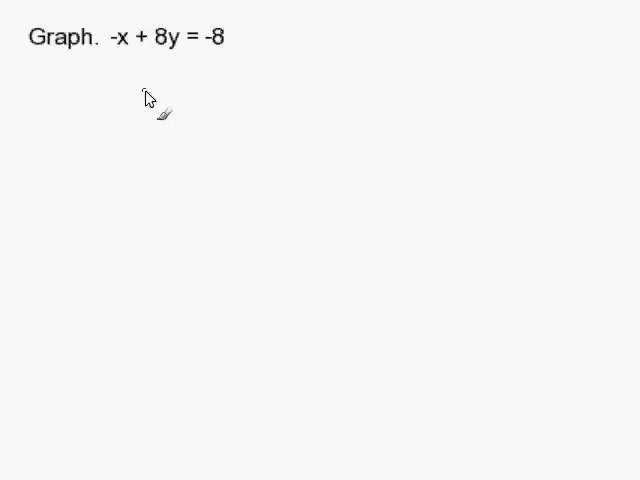 Graph. -x + 8y = -8